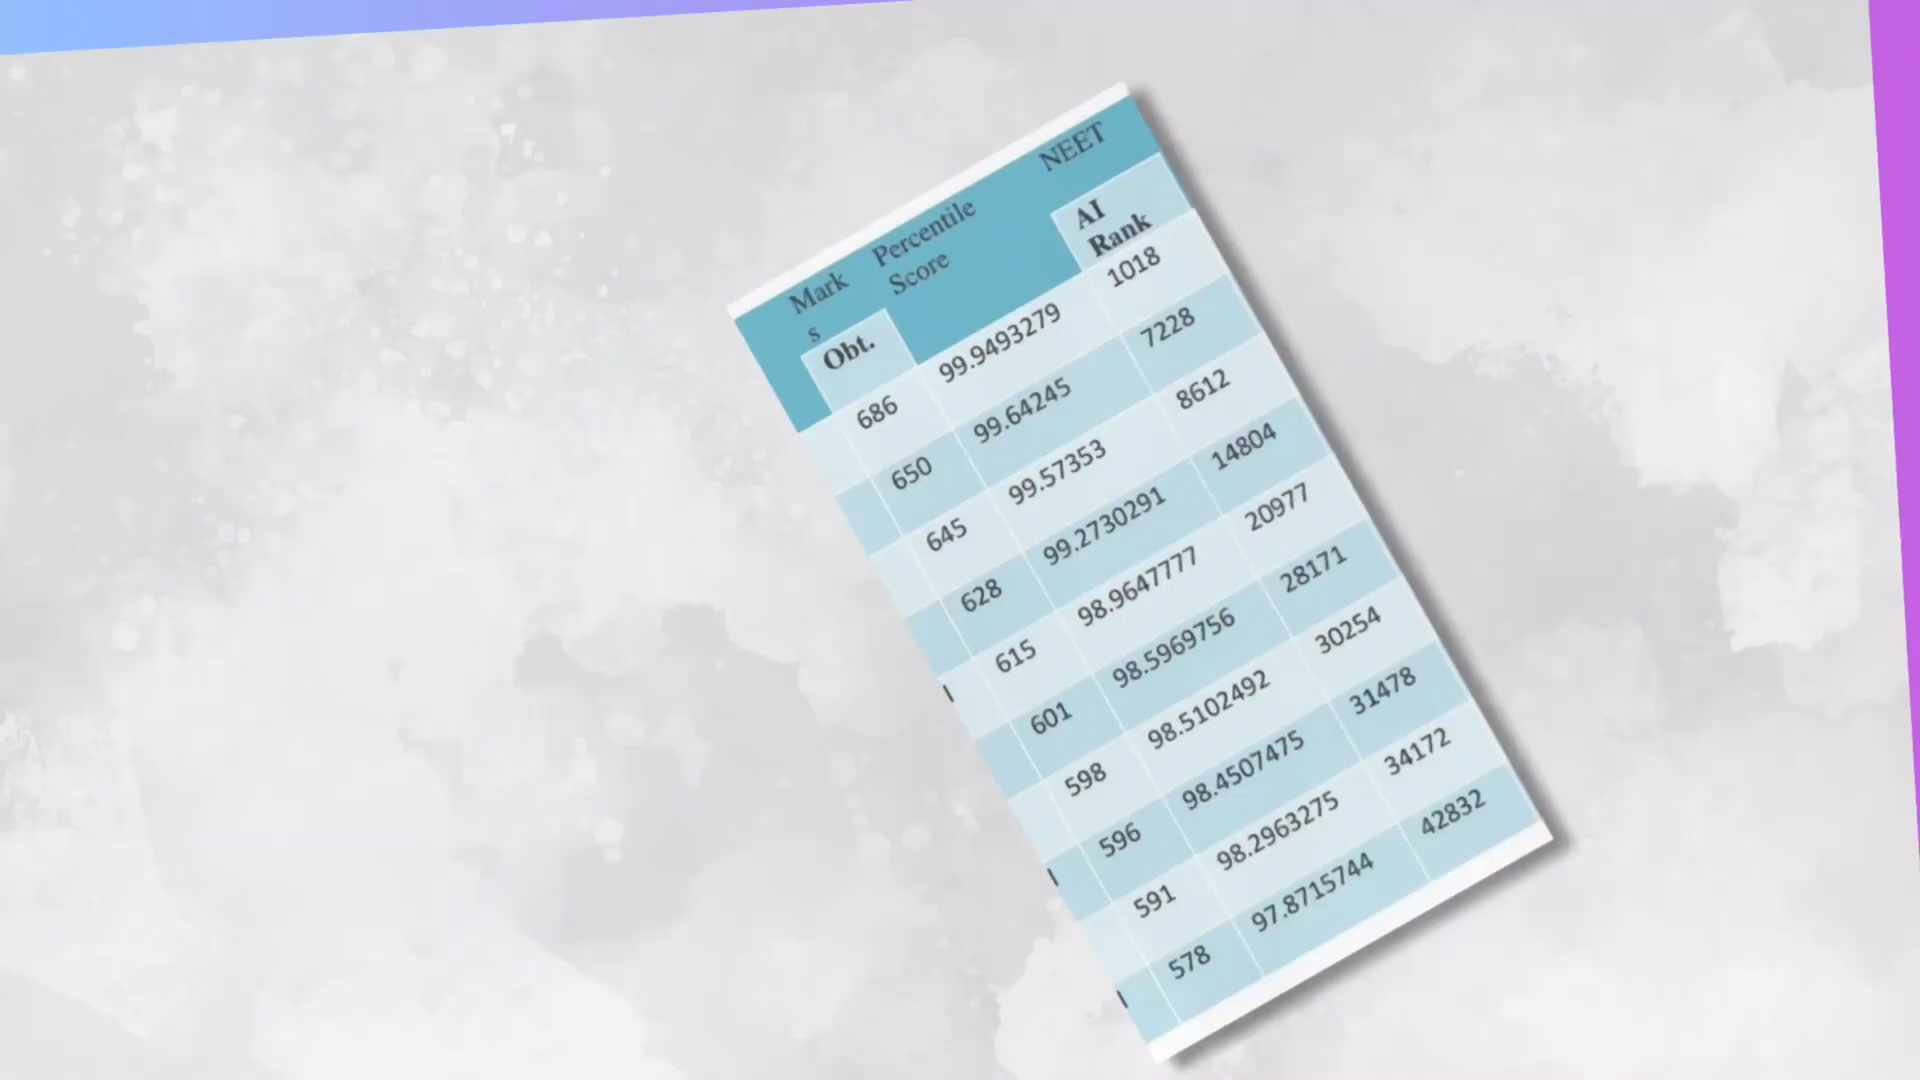 Mark
s
Obt.
Percentile
Score
NEET
AI
Rank
686 99.9493279 1018
650 99.64245 7228
645 99.57353 8612
628 99.2730291 14804
615 98.9647777 20977
601 98.5969756 28171
598 98.5102492 30254
596 98.4507475 31478
591 98.2963275 34172
578 97.8715744 42832